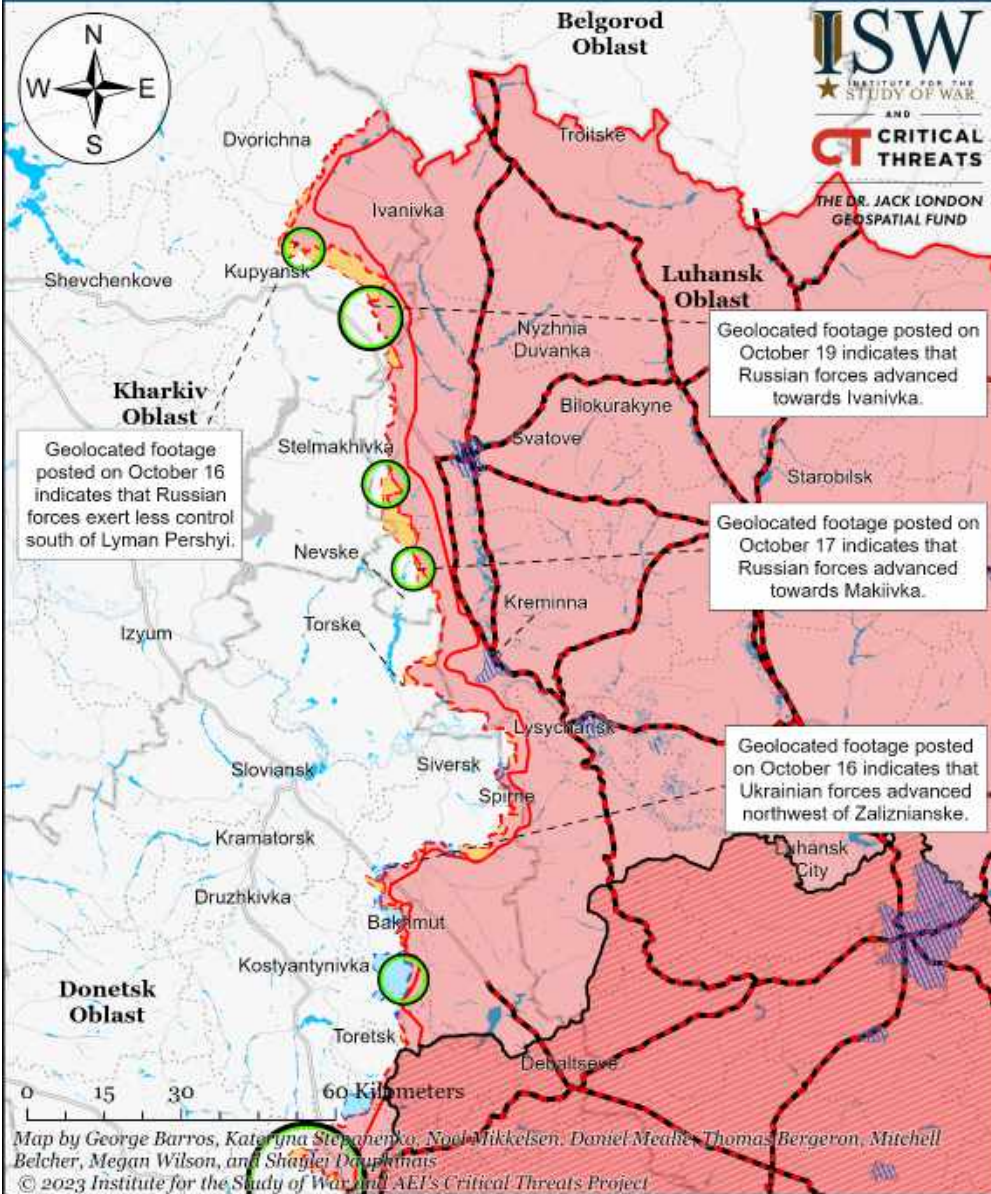 Belgorod
Oblast
ISW
INSTITUTE FOR THE
STUDY OF WAR
AND
CT CRITICAL
THREATS
THE DR. JACK LONDON
GEOSPATIAL FUND
N
W E
S
Dvorichna
Troitske
Ivanivka
Shevchenkove
Kupyansk
Luhansk
Oblast
Nyzhnia
Duvanka
Geolocated footage posted on
October 19 indicates that
Russian forces advanced
towards Ivanivka.
Kharkiv
Oblast
Bilokurakyne
Stelmakhivka
Svatove
Geolocated footage
posted on October 16
indicates that Russian
forces exert less control
south of Lyman Pershyi.
Starobilsk
Geolocated footage posted on
October 17 indicates that
Russian forces advanced
towards Makiivka.
Nevske
Kreminna
Torske
Izyum
Lysychansk
Geolocated footage posted
on October 16 indicates that
Ukrainian forces advanced
northwest of Zaliznianske.
Siversk
Sloviansk
Spirne
Kramatorsk
Luhansk
City
Druzhkivka
Bakhmut
Kostyantynivka
Donetsk
Oblast
Toretsk
Debaltseve
0 15 30 60 Kilometers
Map by George Barros, Kateryna Stepanenko, Noel Mikkelsen, Daniel Mealie, Thomas Bergeron, Mitchell
Belcher, Megan Wilson, and Shaylei Dauphinais
© 2023 Institute for the Study of War and AEI's Critical Threats Project